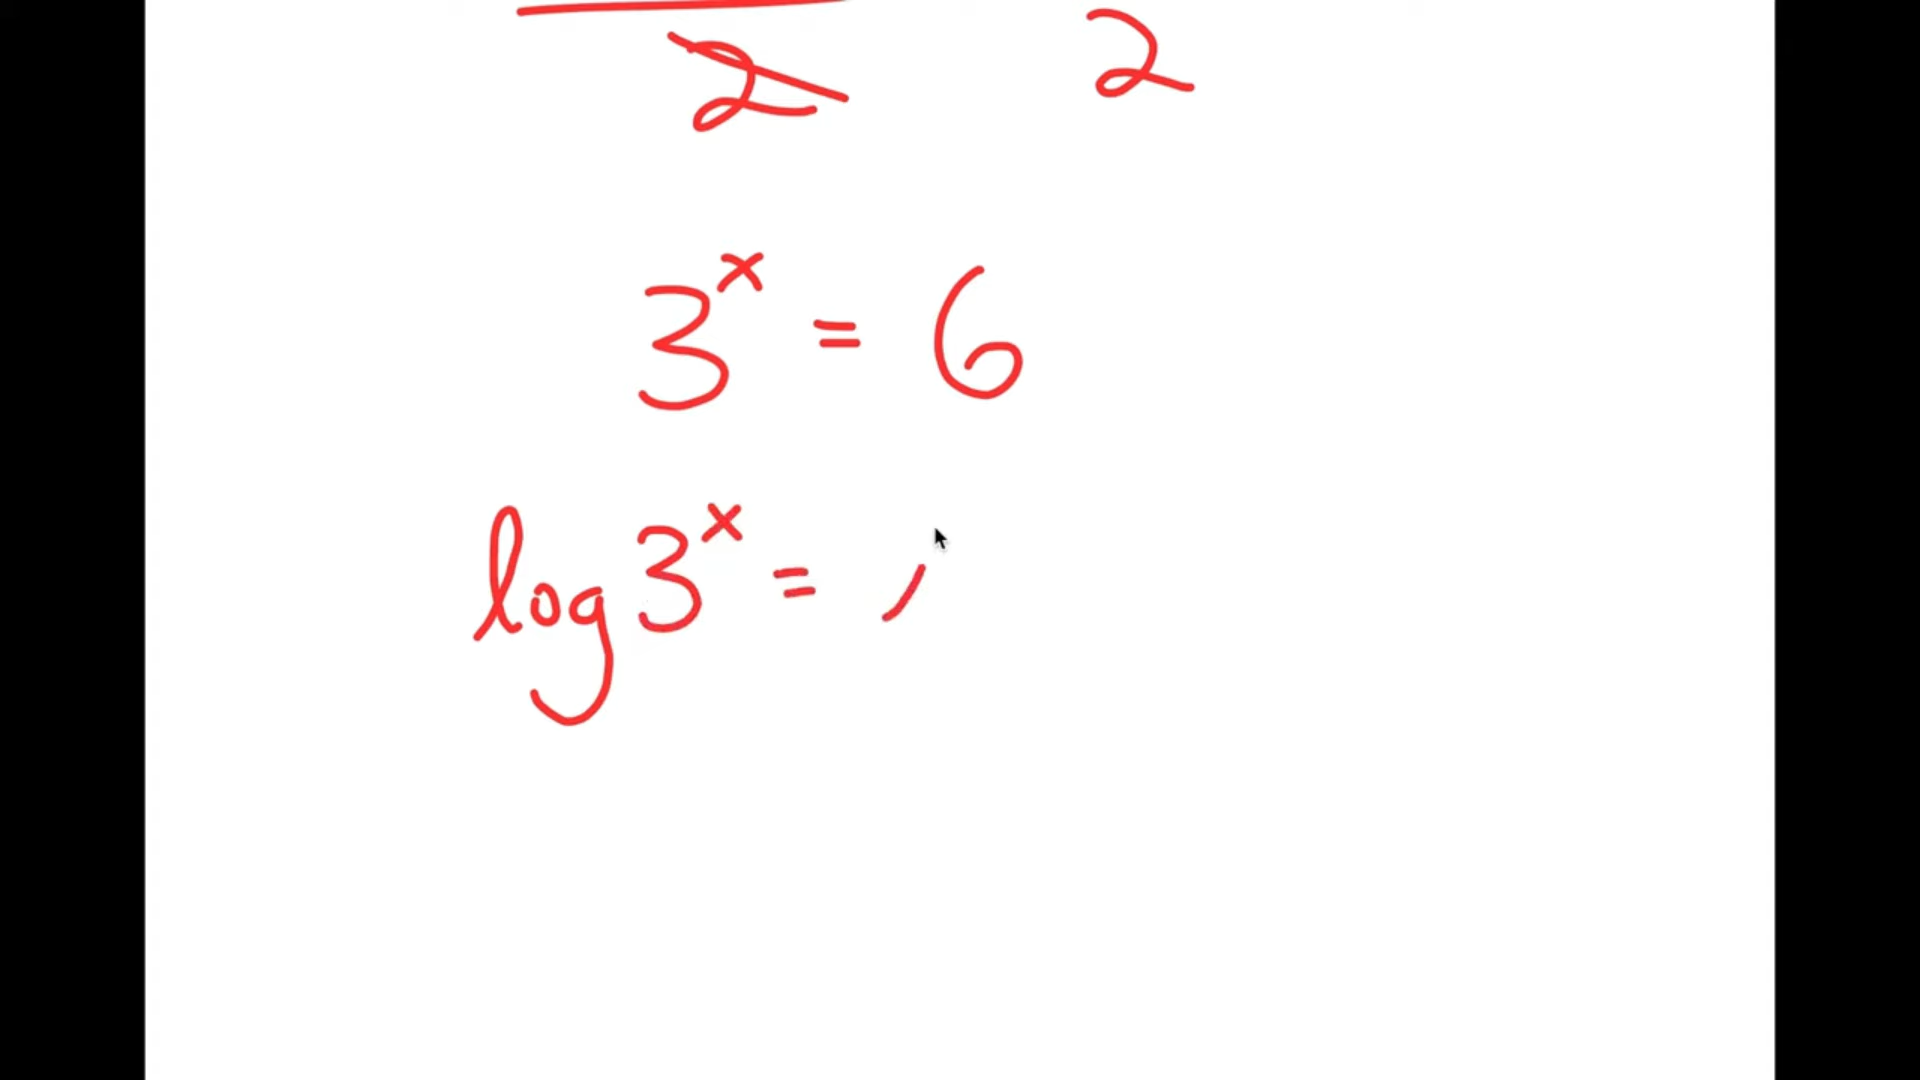 2 2
3^x = 6
log 3^x =